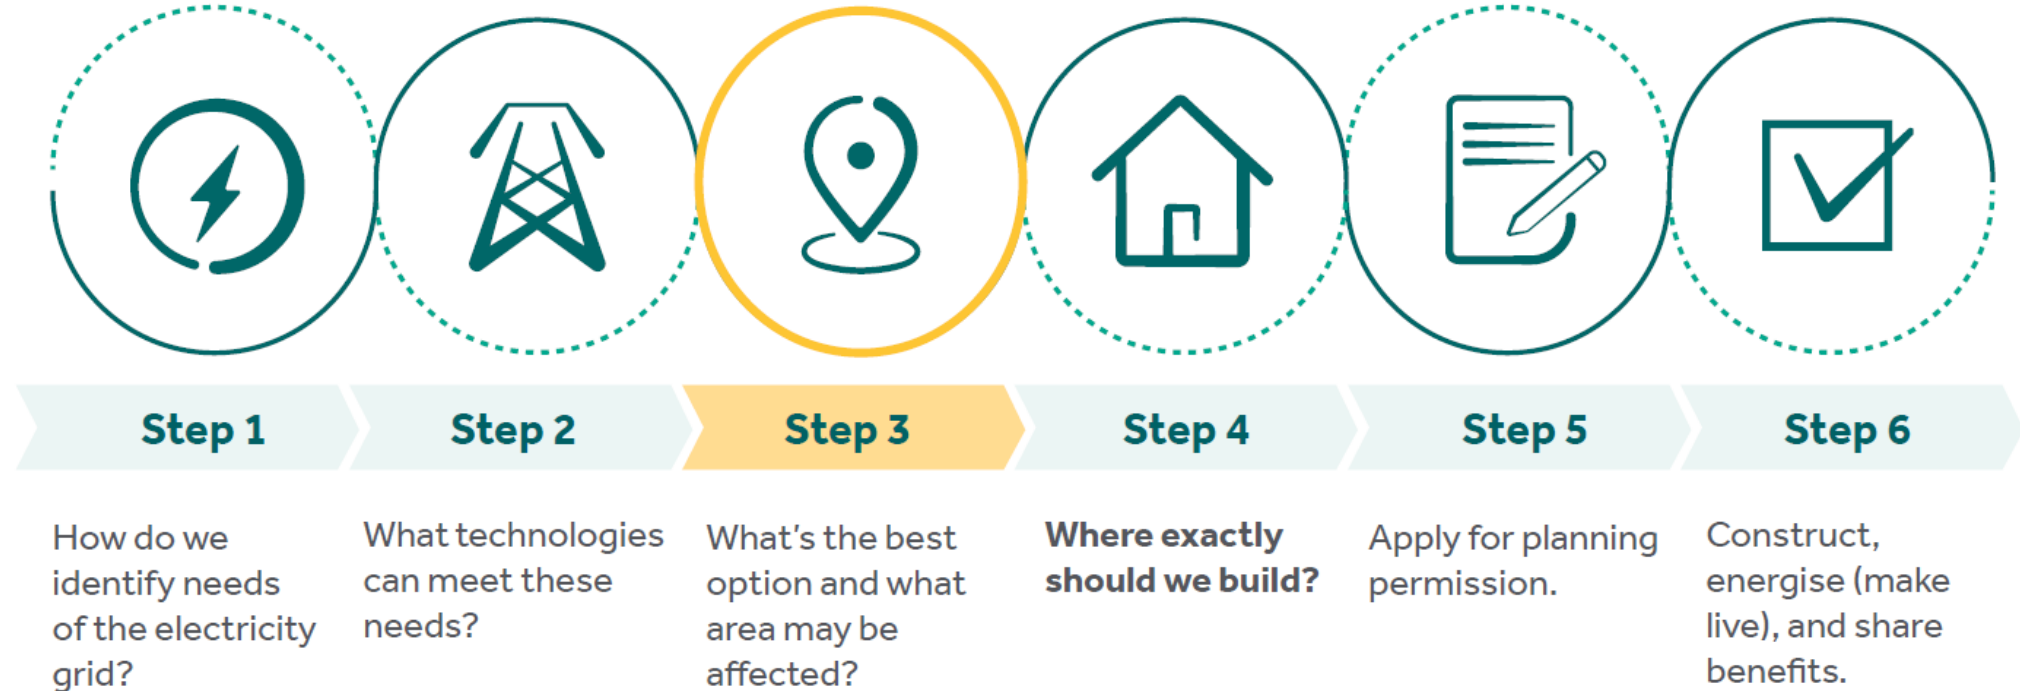 Step 1
Step 2
Step 3
Step 4
Step 5
Step 6
How do we
identify needs
of the electricity
grid?
What technologies
can meet these
needs?
What's the best
option and what
area may be
affected?
Where exactly
should we build?
Apply for planning
permission.
Construct,
energise (make
live), and share
benefits.